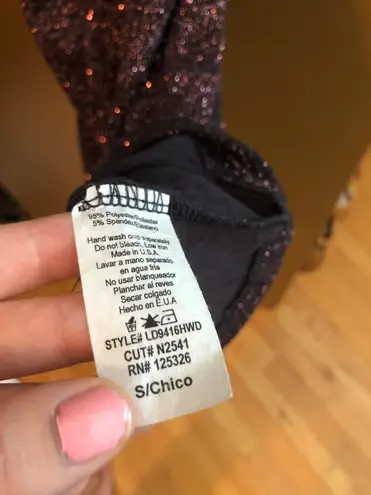 95% Polyester/Poliester
5% Spandex/Elastano
Hand wash cold separately
Do not bleach, Low iron
Made in U.S.A.
Lavar a mano separado
en agua fria
No usar blanqueador
Planchar al reves
Secar colgado
Hecho en E.U.A
STYLE# LD9416HWD
CUT# N2541
RN# 125326
S/Chico